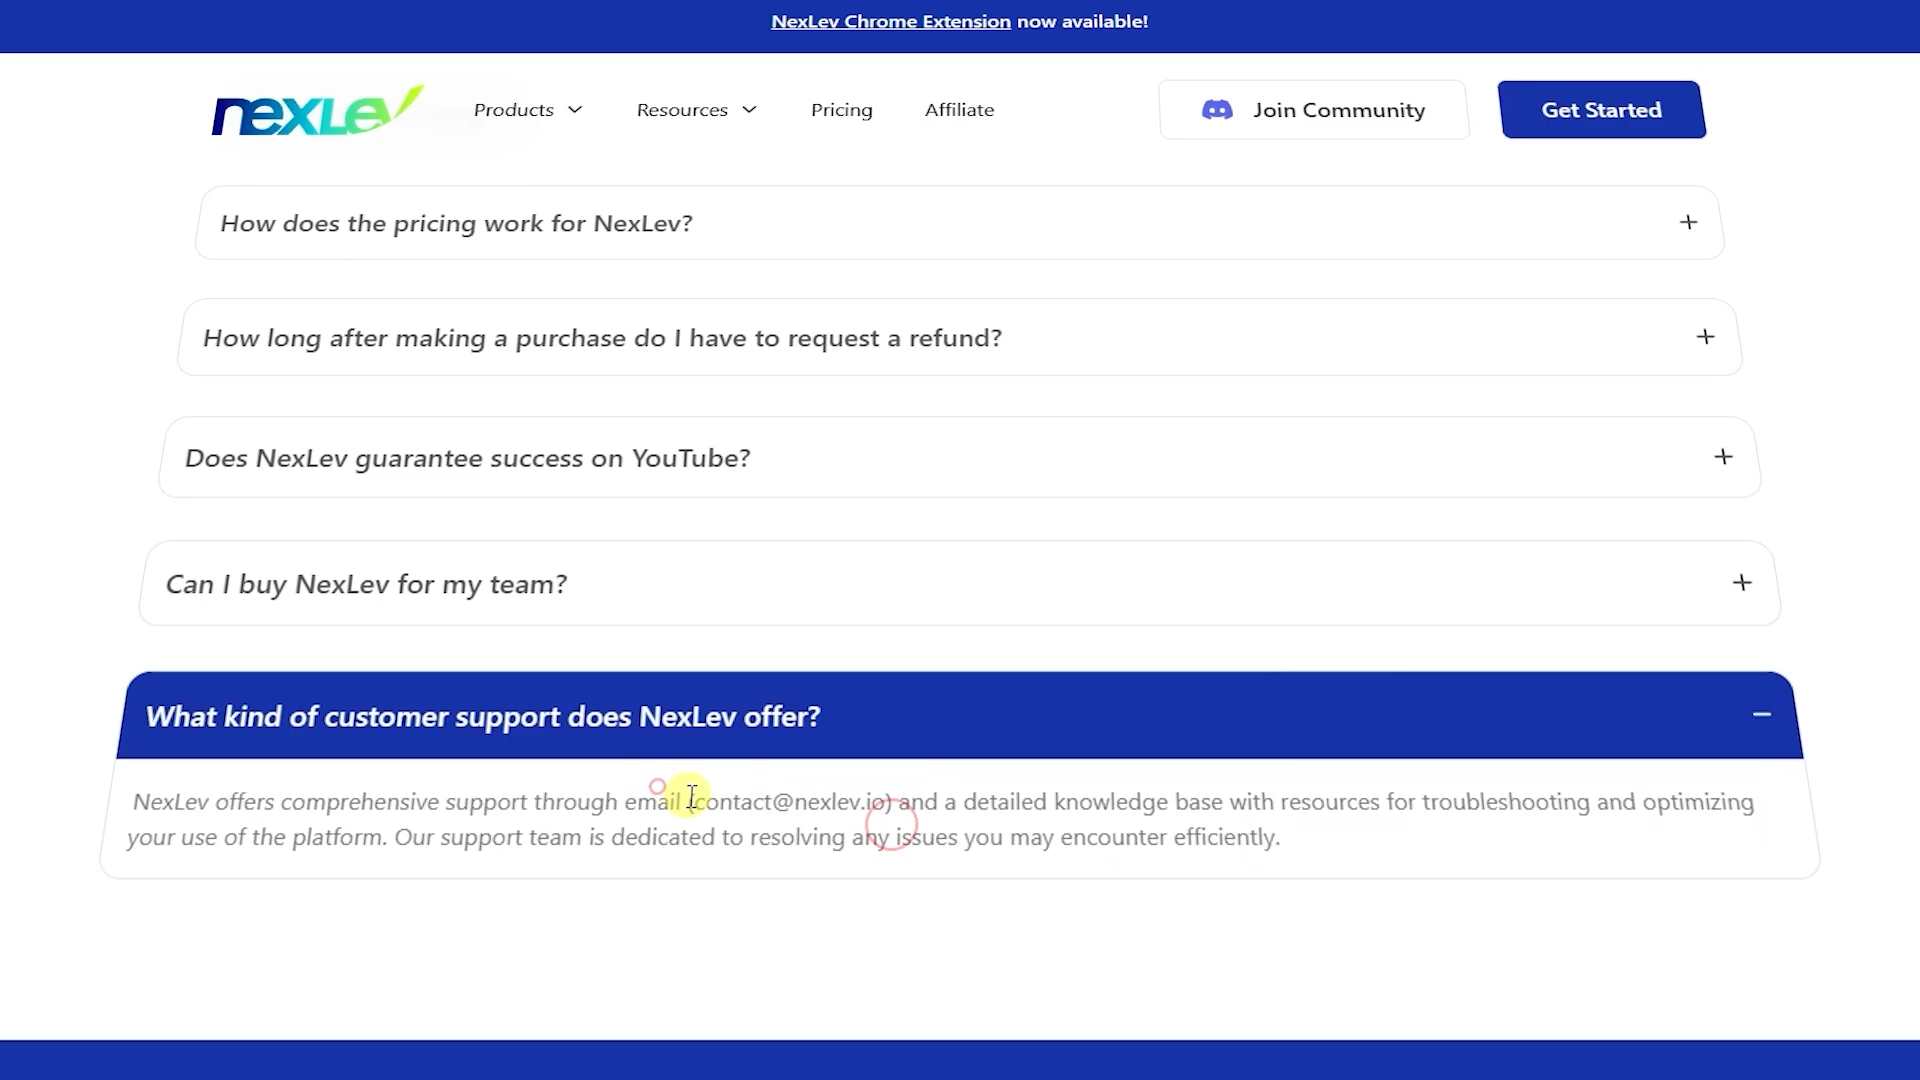 NexLev Chrome Extension now available!
nexlev
Products
Resources
Pricing
Affiliate
Join Community
Get Started
How does the pricing work for NexLev?
How long after making a purchase do I have to request a refund?
Does NexLev guarantee success on YouTube?
Can I buy NexLev for my team?
What kind of customer support does NexLev offer?
NexLev offers comprehensive support through email (contact@nexlev.io) and a detailed knowledge base with resources for troubleshooting and optimizing
your use of the platform. Our support team is dedicated to resolving any issues you may encounter efficiently.